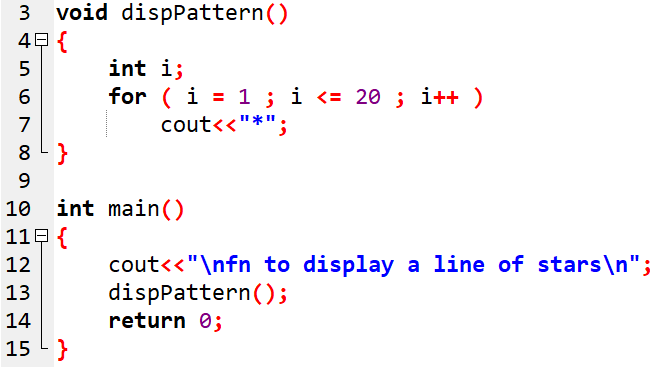 3 void dispPattern()
4 {
5     int i;
6     for ( i = 1 ; i <= 20 ; i++ )
7         cout<<"*";
8 }
9
10 int main()
11 {
12     cout<<"\nfn to display a line of stars\n";
13     dispPattern();
14     return 0;
15 }